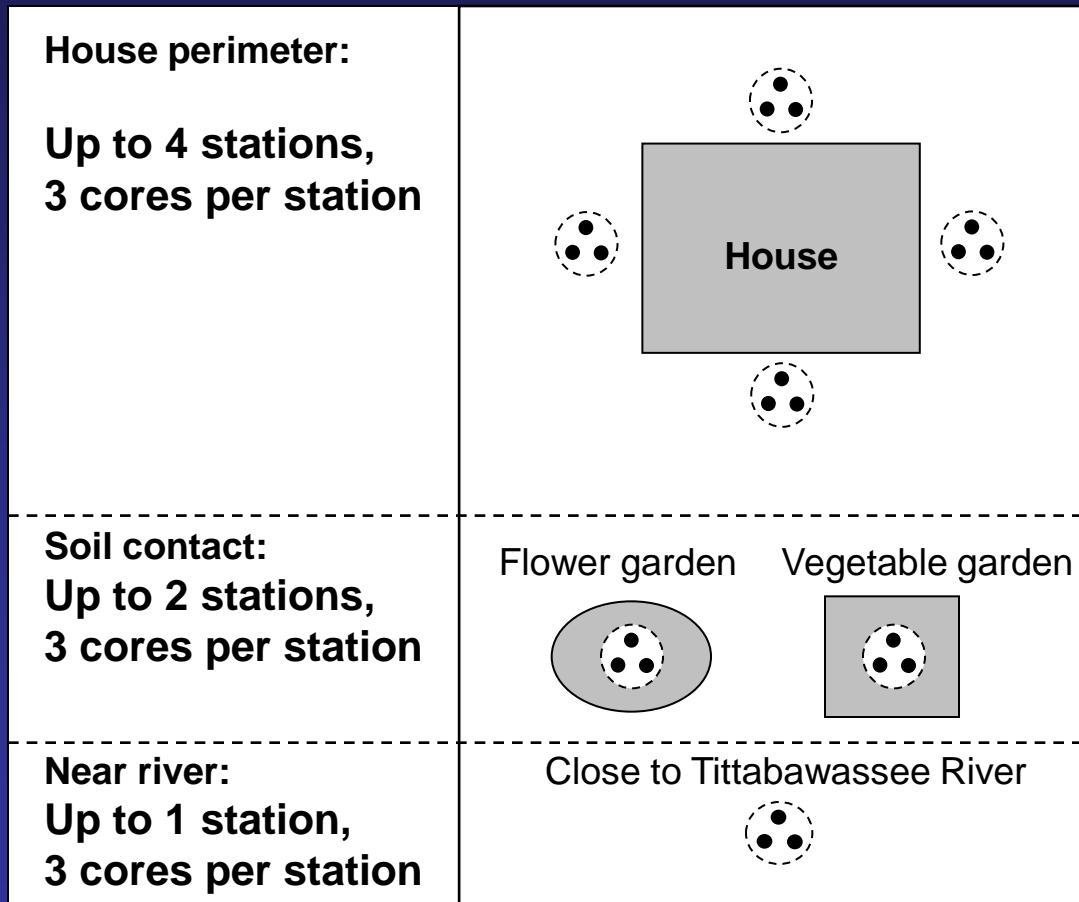 House perimeter:
Up to 4 stations,
3 cores per station
House
Soil contact:
Up to 2 stations,
3 cores per station
Flower garden
Vegetable garden
Near river:
Up to 1 station,
3 cores per station
Close to Tittabawassee River